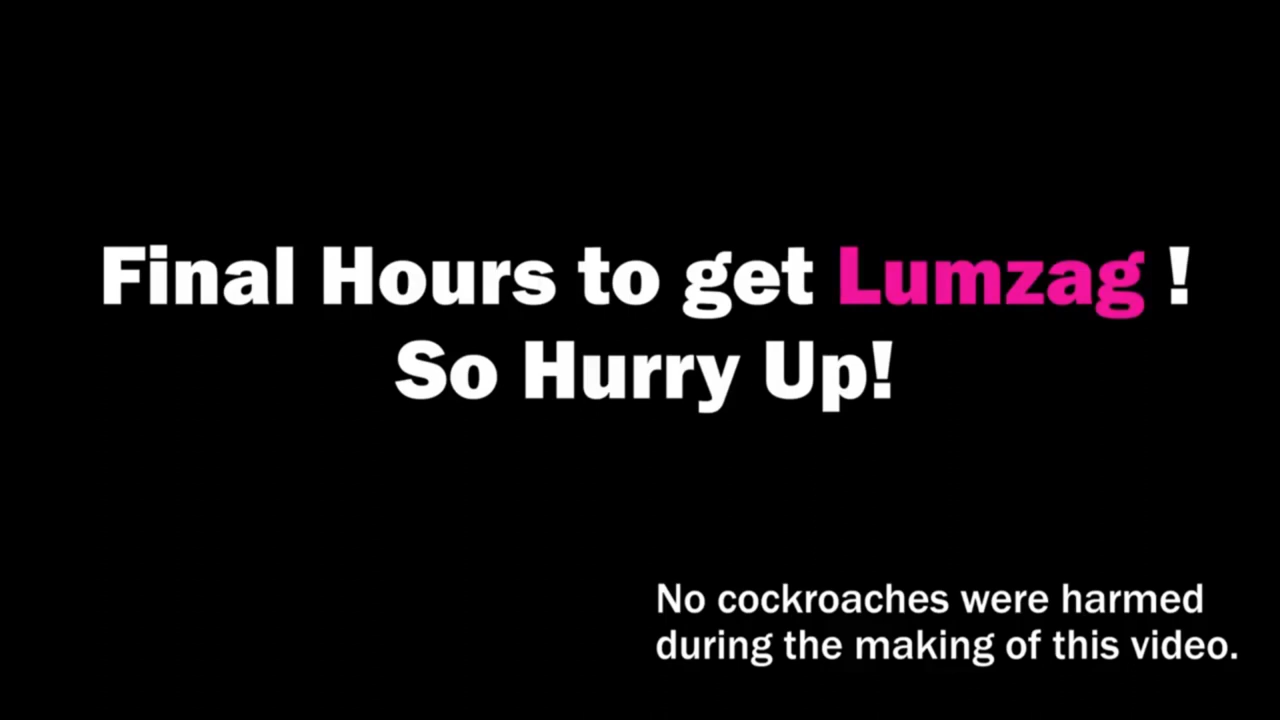 Final Hours to get Lumzag !
So Hurry Up!
No cockroaches were harmed
during the making of this video.